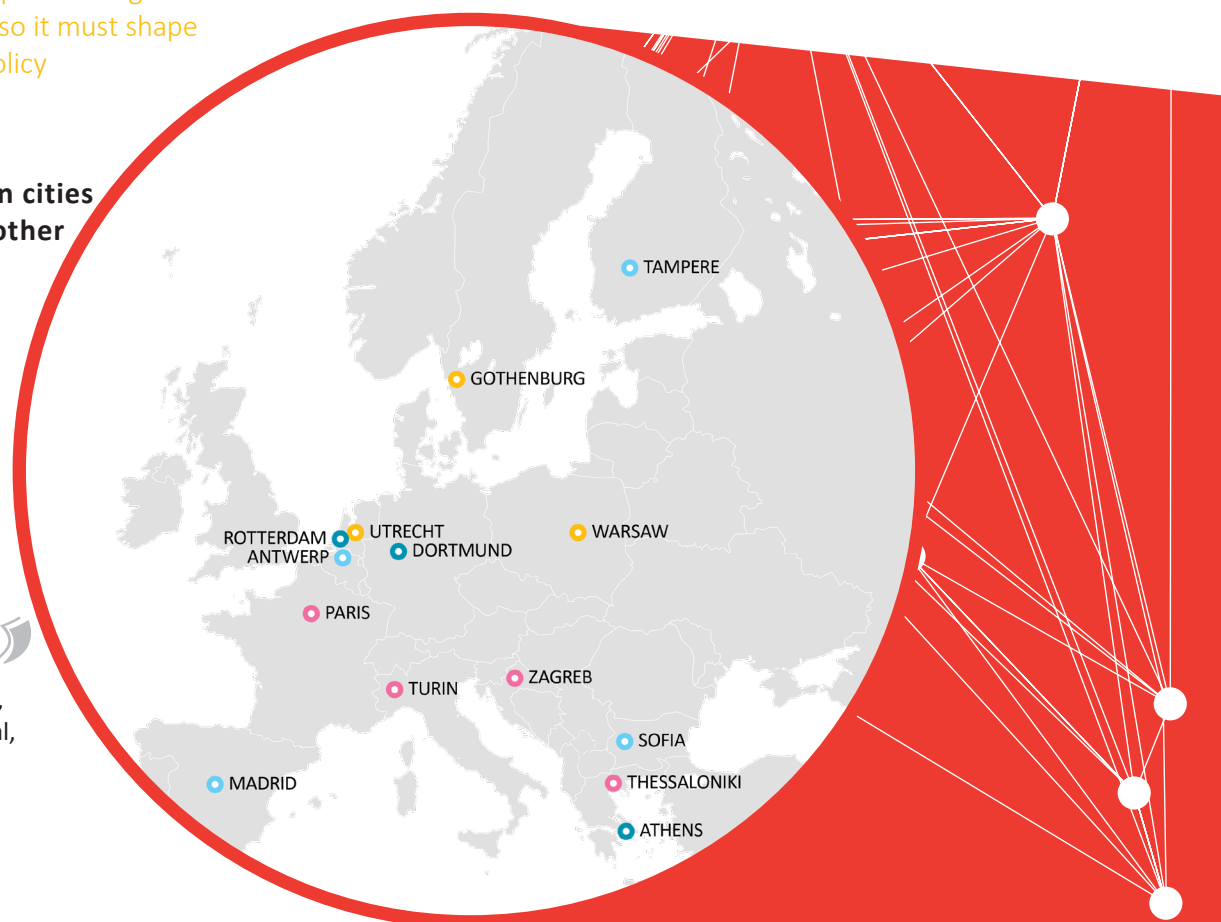 so it must shape
olicy
n cities
other
l,
TAMPERE
GOTHENBURG
ROTTERDAM
UTRECHT
WARSAW
ANTWERP
DORTMUND
PARIS
ZAGREB
TURIN
SOFIA
MADRID
THESSALONIKI
ATHENS